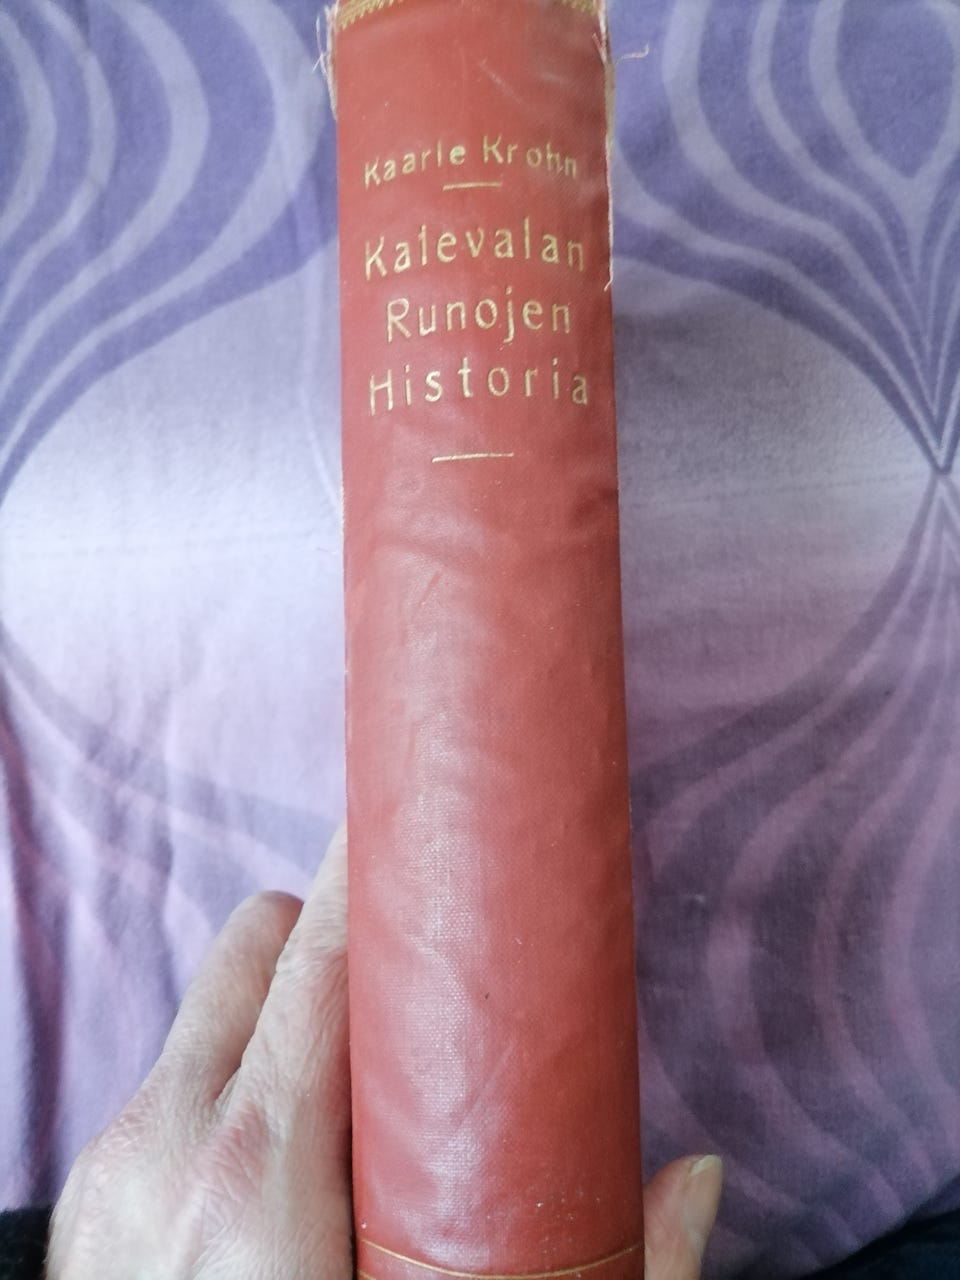 Kaarle Krohn
Kalevalan
Runojen
Historia